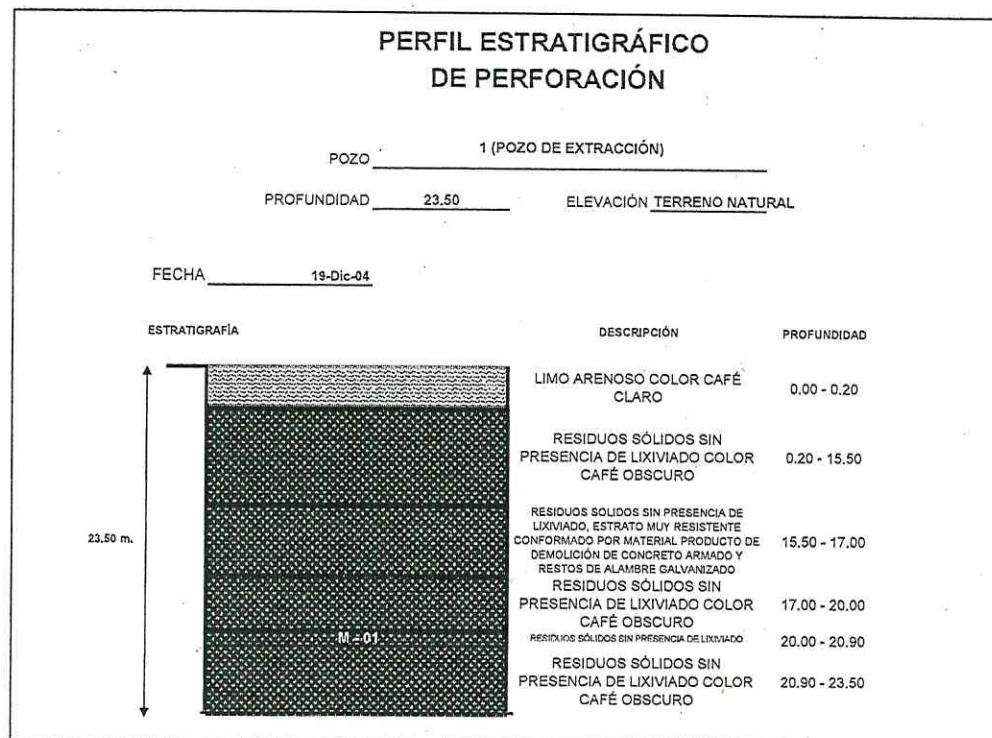 PERFIL ESTRATIGRÁFICO
DE PERFORACIÓN
POZO 1 (POZO DE EXTRACCIÓN)
PROFUNDIDAD 23.50 ELEVACIÓN TERRENO NATURAL
FECHA 19-Dic-04
ESTRATIGRAFÍA DESCRIPCIÓN PROFUNDIDAD
LIMO ARENOSO COLOR CAFÉ
CLARO
0.00 - 0.20
RESIDUOS SÓLIDOS SIN
PRESENCIA DE LIXIVIADO COLOR
CAFÉ OBSCURO
0.20 - 15.50
23.50 m.
RESIDUOS SOLIDOS SIN PRESENCIA DE
LIXIVIADO, ESTRATO MUY RESISTENTE
CONFORMADO POR MATERIAL PRODUCTO DE
DEMOLICIÓN DE CONCRETO ARMADO Y
RESTOS DE ALAMBRE GALVANIZADO
15.50 - 17.00
RESIDUOS SÓLIDOS SIN
PRESENCIA DE LIXIVIADO COLOR
CAFÉ OBSCURO
17.00 - 20.00
M - 01
RESIDUOS SÓLIDOS SIN PRESENCIA DE LIXIVIADO
20.00 - 20.90
RESIDUOS SÓLIDOS SIN
PRESENCIA DE LIXIVIADO COLOR
CAFÉ OBSCURO
20.90 - 23.50